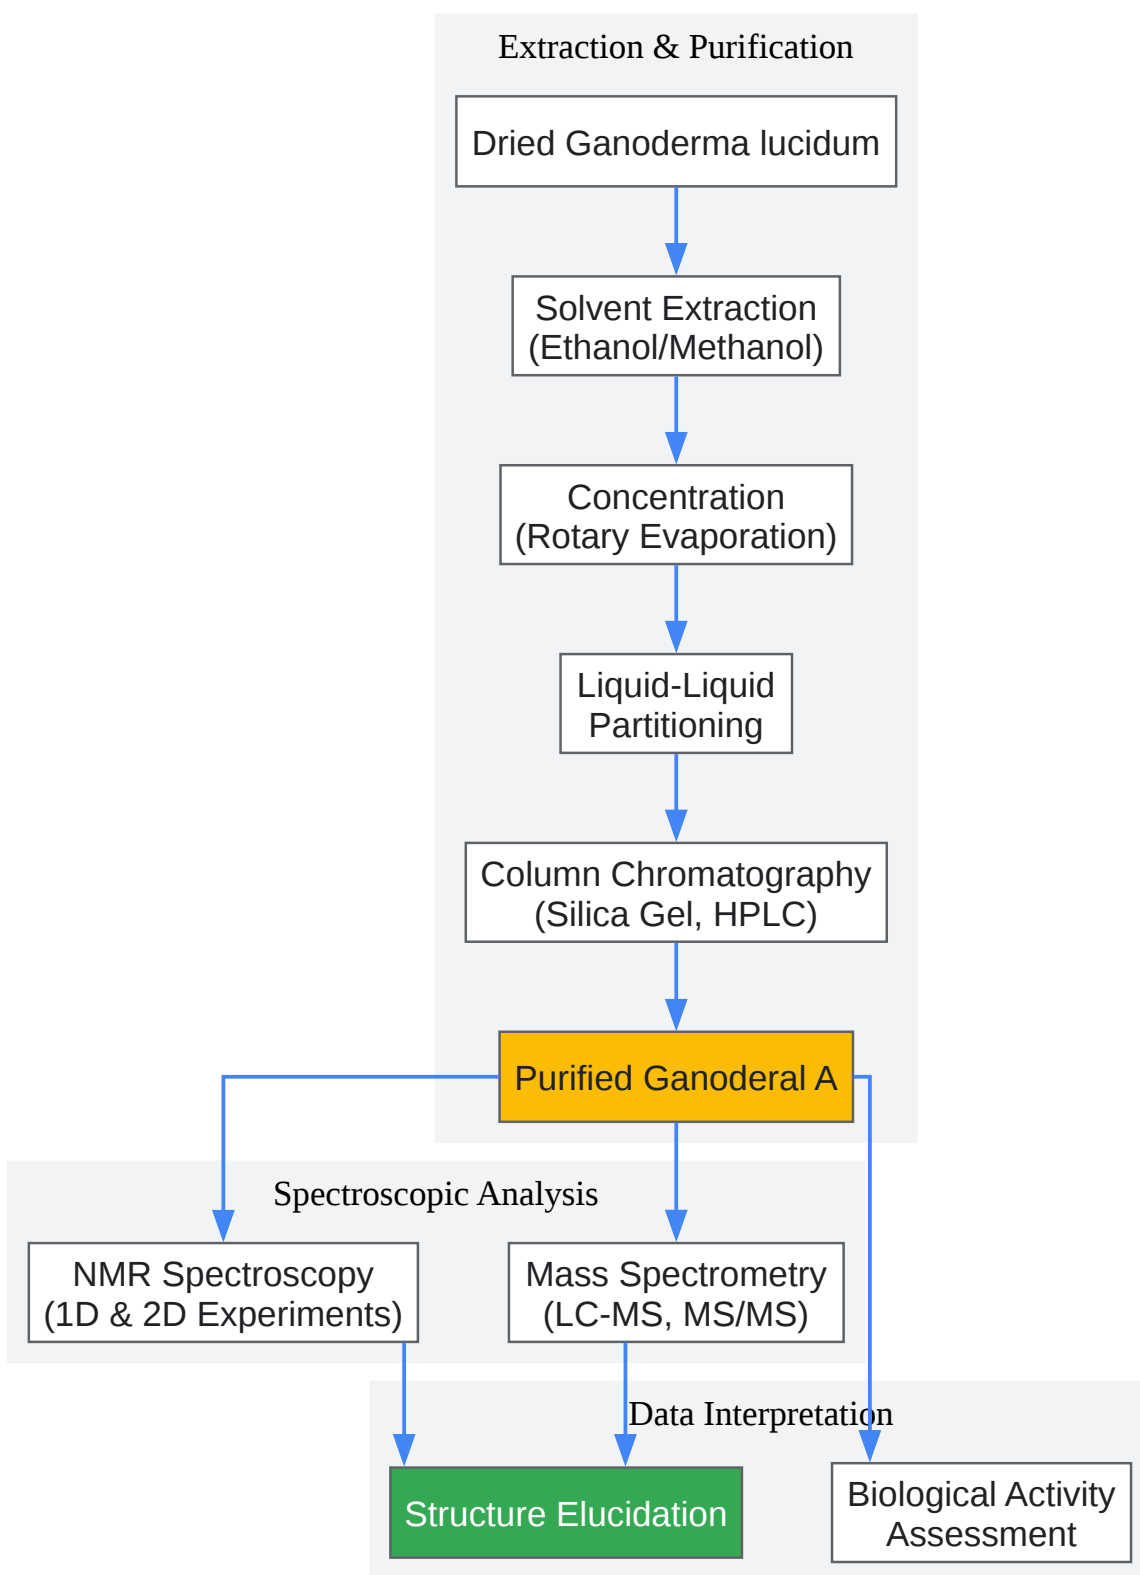 Extraction & Purification
Dried Ganoderma lucidum
Solvent Extraction
(Ethanol/Methanol)
Concentration
(Rotary Evaporation)
Liquid-Liquid
Partitioning
Column Chromatography
(Silica Gel, HPLC)
Purified Ganoderal A
Spectroscopic Analysis
NMR Spectroscopy
(1D & 2D Experiments)
Mass Spectrometry
(LC-MS, MS/MS)
Data Interpretation
Structure Elucidation
Biological Activity
Assessment